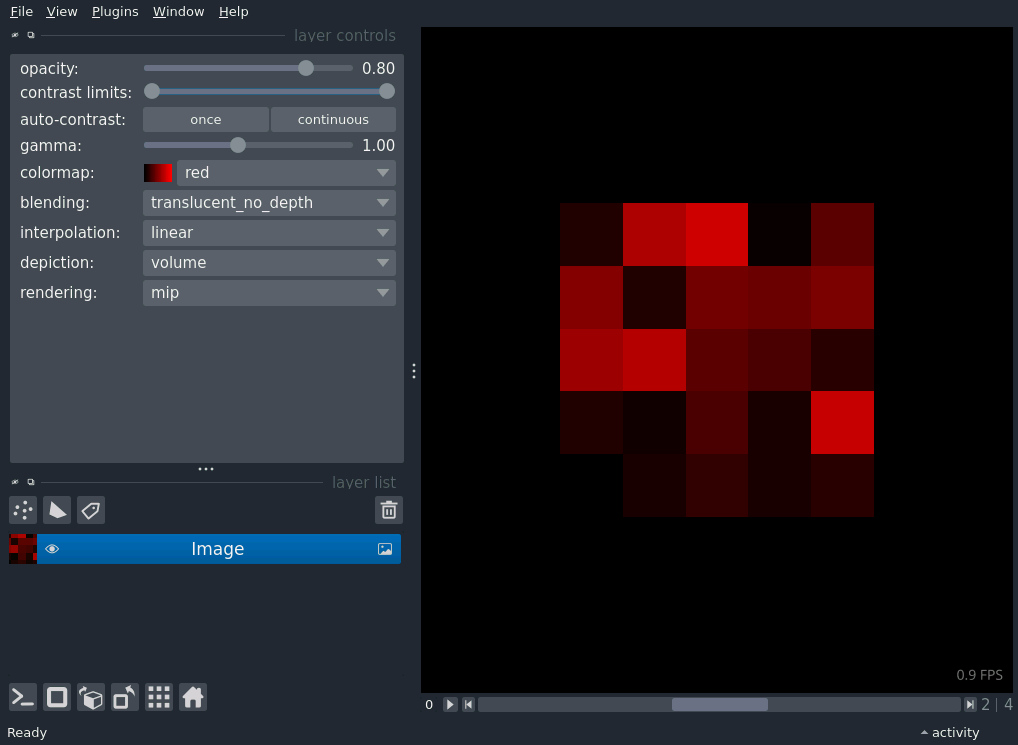 File View Plugins Window Help
layer controls
opacity: 0.80
contrast limits:
auto-contrast: once continuous
gamma: 1.00
colormap: red
blending: translucent_no_depth
interpolation: linear
depiction: volume
rendering: mip
layer list
Image
0.9 FPS
0 2 | 4
Ready activity